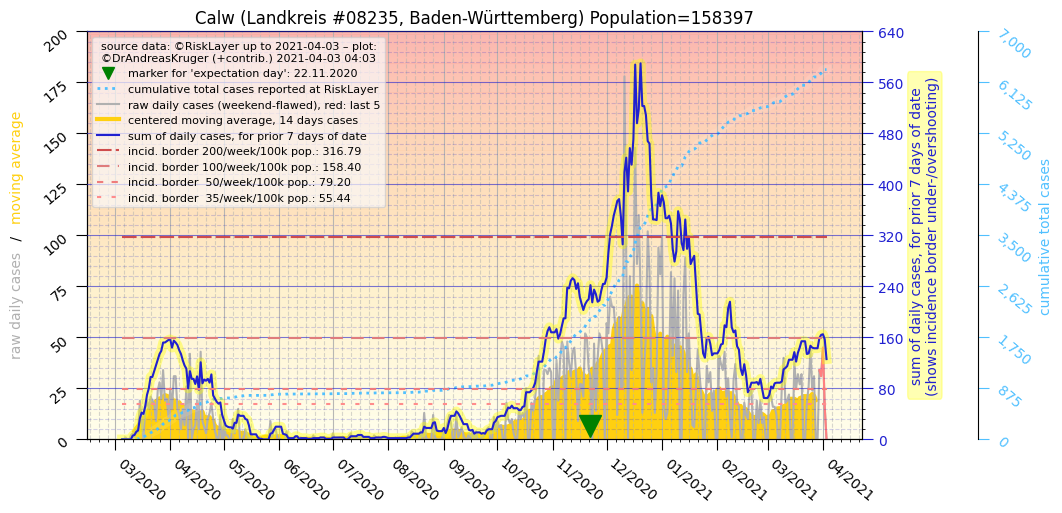 Calw (Landkreis #08235, Baden-Württemberg) Population=158397
source data: ©RiskLayer up to 2021-04-03 – plot:
©DrAndreasKruger (+contrib.) 2021-04-03 04:03
marker for 'expectation day': 22.11.2020
cumulative total cases reported at RiskLayer
raw daily cases (weekend-flawed), red: last 5
centered moving average, 14 days cases
sum of daily cases, for prior 7 days of date
incid. border 200/week/100k pop.: 316.79
incid. border 100/week/100k pop.: 158.40
incid. border  50/week/100k pop.: 79.20
incid. border  35/week/100k pop.: 55.44
raw daily cases / moving average
200
175
150
125
100
75
50
25
0
03/2020
04/2020
05/2020
06/2020
07/2020
08/2020
09/2020
10/2020
11/2020
12/2020
01/2021
02/2021
03/2021
04/2021
640
560
480
400
320
240
160
80
0
sum of daily cases, for prior 7 days of date
(shows incidence border under-/overshooting)
7,000
6,125
5,250
4,375
3,500
2,625
1,750
875
0
cumulative total cases